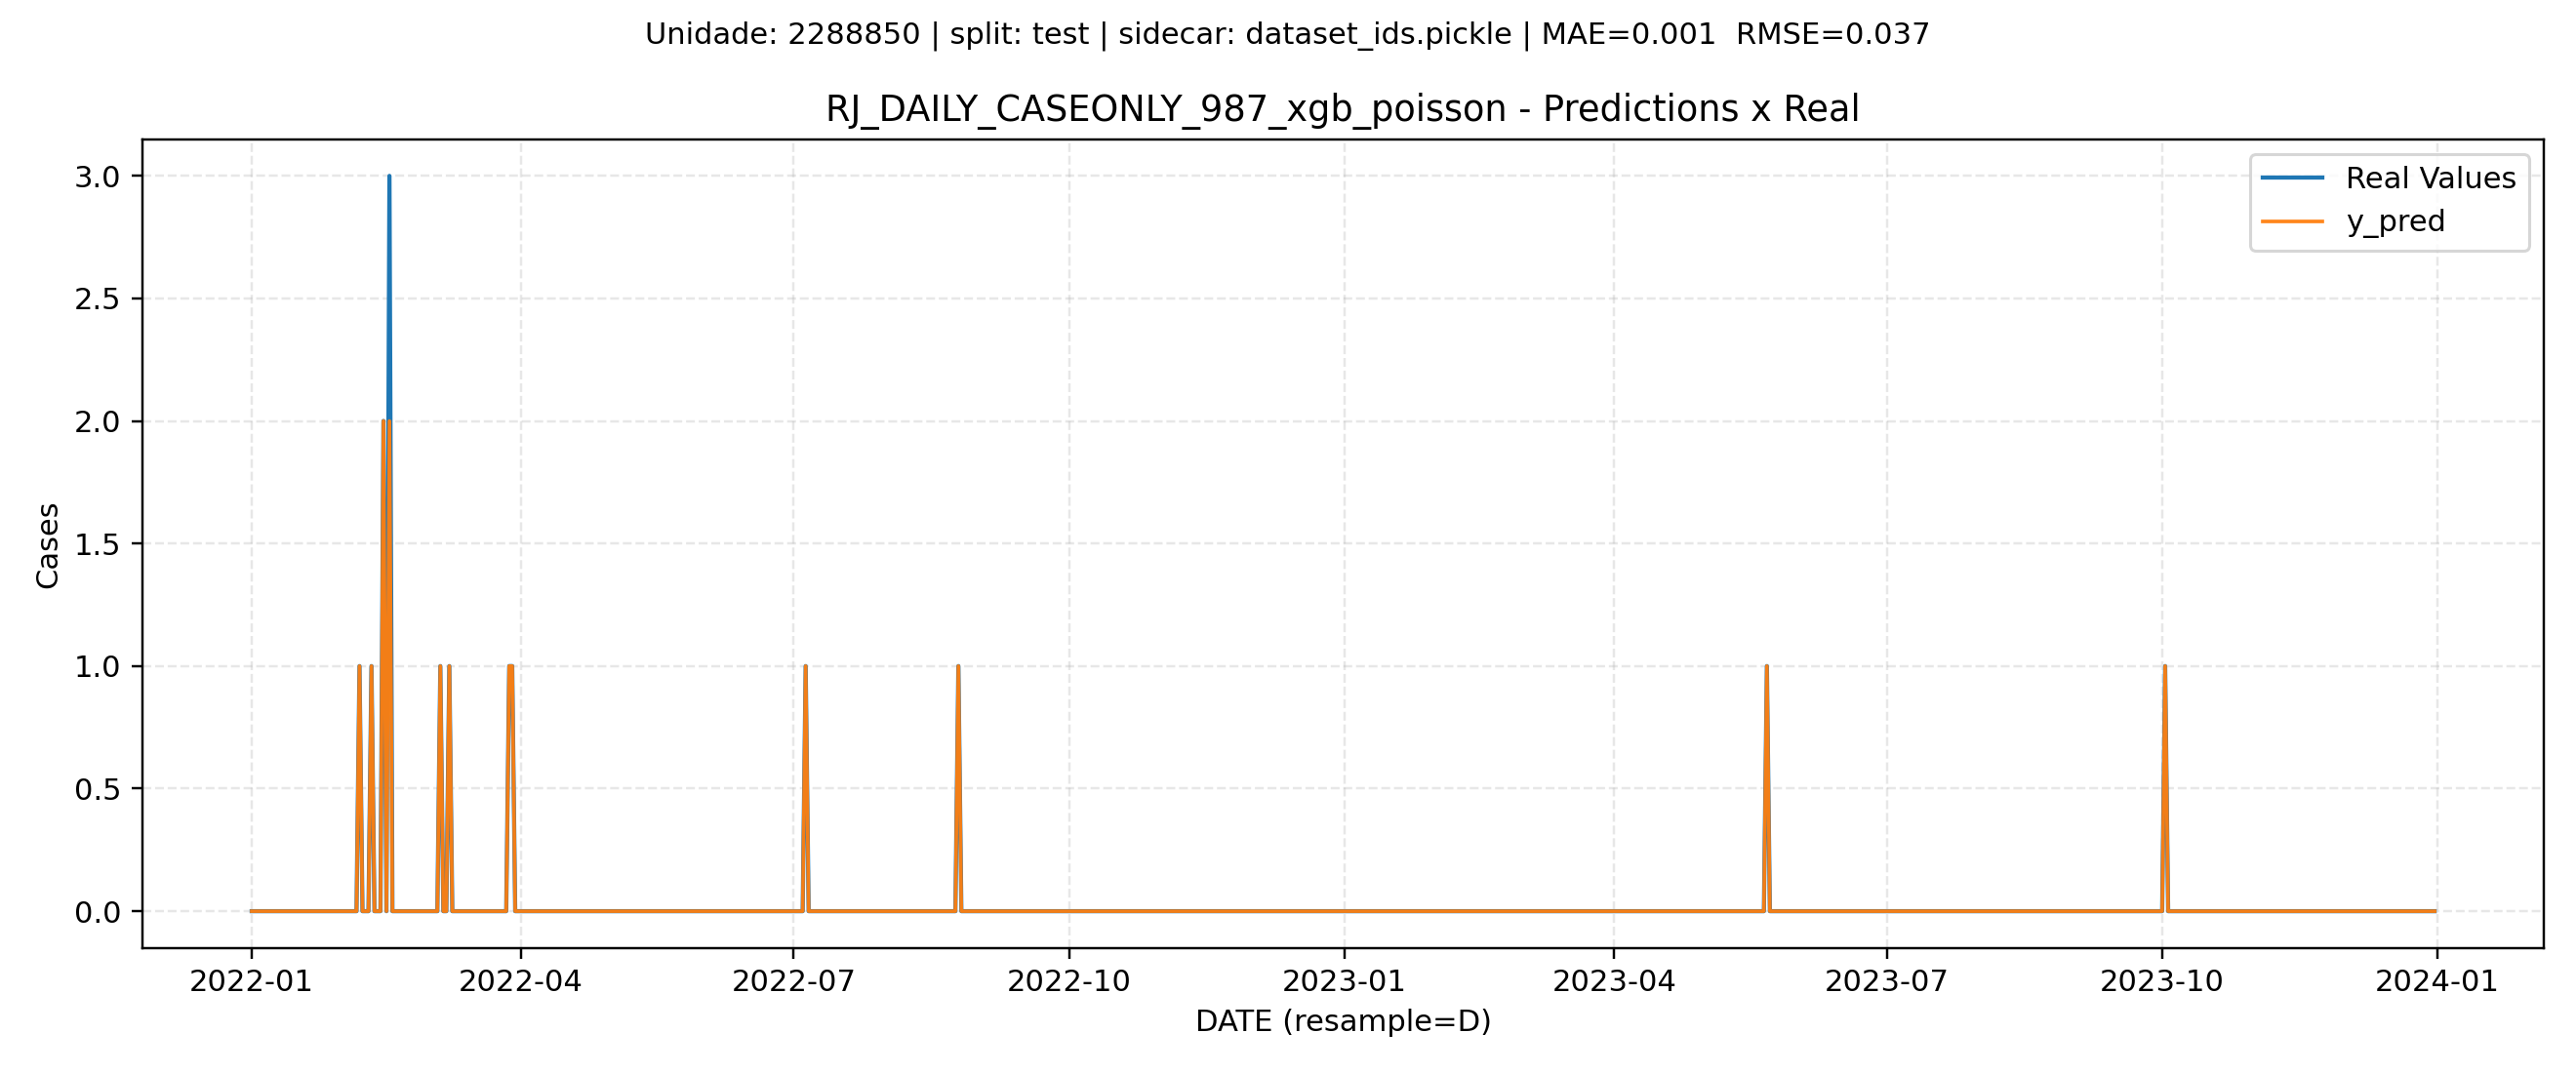 Unidade: 2288850 | split: test | sidecar: dataset_ids.pickle | MAE=0.001  RMSE=0.037
RJ_DAILY_CASEONLY_987_xgb_poisson - Predictions x Real
Real Values
y_pred
Cases
3.0
2.5
2.0
1.5
1.0
0.5
0.0
2022-01 2022-04 2022-07 2022-10 2023-01 2023-04 2023-07 2023-10 2024-01
DATE (resample=D)